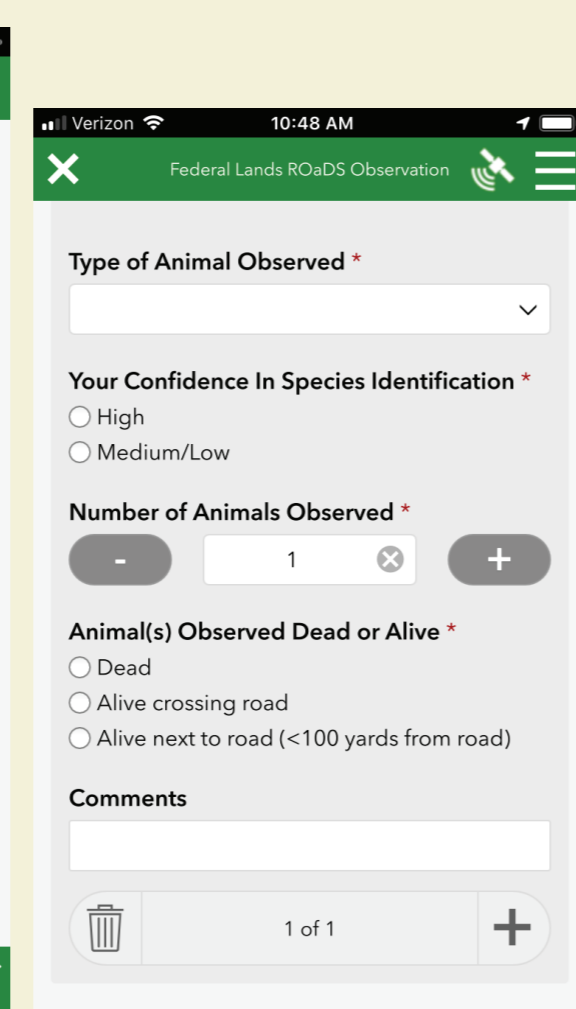 Verizon 10:48 AM
Federal Lands ROaDS Observation
Type of Animal Observed *
Your Confidence In Species Identification *
High
Medium/Low
Number of Animals Observed *
- 1 +
Animal(s) Observed Dead or Alive *
Dead
Alive crossing road
Alive next to road (<100 yards from road)
Comments
1 of 1 +